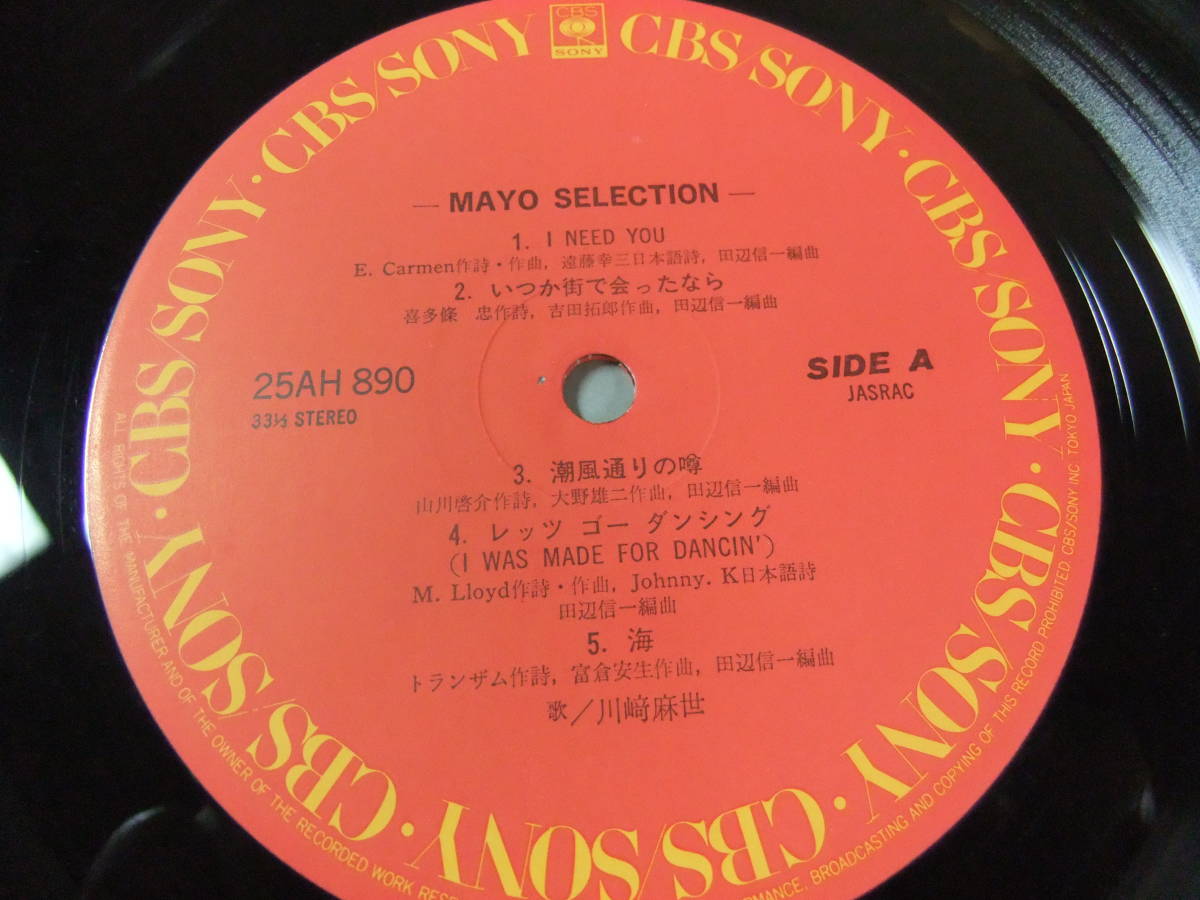 CBS
SONY
CBS/SONY · CBS/SONY · CBS/SONY · CBS/SONY · CBS/SONY · CBS/SONY · CBS/SONY · CBS/SONY
— MAYO SELECTION —
1. I NEED YOU
E. Carmen作詩・作曲, 遠藤幸三日本語詩, 田辺信一編曲
2. いつか街で会ったなら
喜多條 忠作詩, 吉田拓郎作曲, 田辺信一編曲
25AH 890
33⅓ STEREO
SIDE A
JASRAC
3. 潮風通りの噂
山川啓介作詩, 大野雄二作曲, 田辺信一編曲
4. レッツ ゴー ダンシング
(I WAS MADE FOR DANCIN')
M. Lloyd作詩・作曲, Johnny. K日本語詩
田辺信一編曲
5. 海
トランザム作詩, 富倉安生作曲, 田辺信一編曲
歌／川﨑麻世
ALL RIGHTS OF THE MANUFACTURER AND OF THE OWNER OF THE RECORDED WORK
BROADCASTING AND COPYING OF THIS RECORD PROHIBITED CBS/SONY INC TOKYO JAPAN